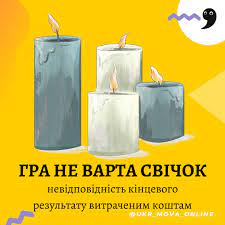 ГРА НЕ ВАРТА СВІЧОК
невідповідність кінцевого
результату витраченим коштам
@UKR_MOVA_ONLINE